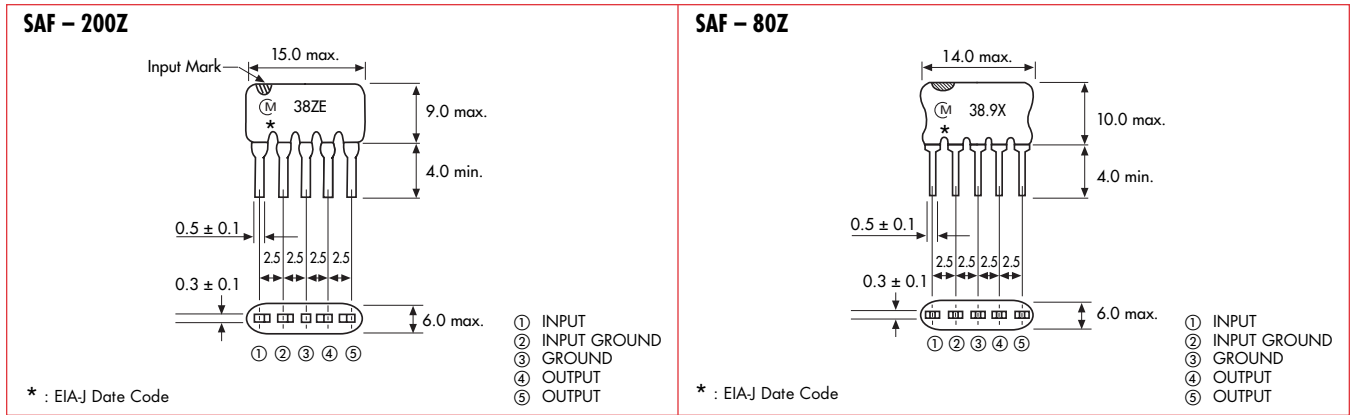 SAF – 200Z
15.0 max.
Input Mark
M 38ZE
*
9.0 max.
4.0 min.
0.5 ± 0.1
2.5 2.5 2.5 2.5
0.3 ± 0.1
6.0 max.
① ② ③ ④ ⑤
① INPUT
② INPUT GROUND
③ GROUND
④ OUTPUT
⑤ OUTPUT
* : EIA-J Date Code
SAF – 80Z
14.0 max.
M 38.9X
*
10.0 max.
4.0 min.
0.5 ± 0.1
2.5 2.5 2.5 2.5
0.3 ± 0.1
6.0 max.
① ② ③ ④ ⑤
① INPUT
② INPUT GROUND
③ GROUND
④ OUTPUT
⑤ OUTPUT
* : EIA-J Date Code